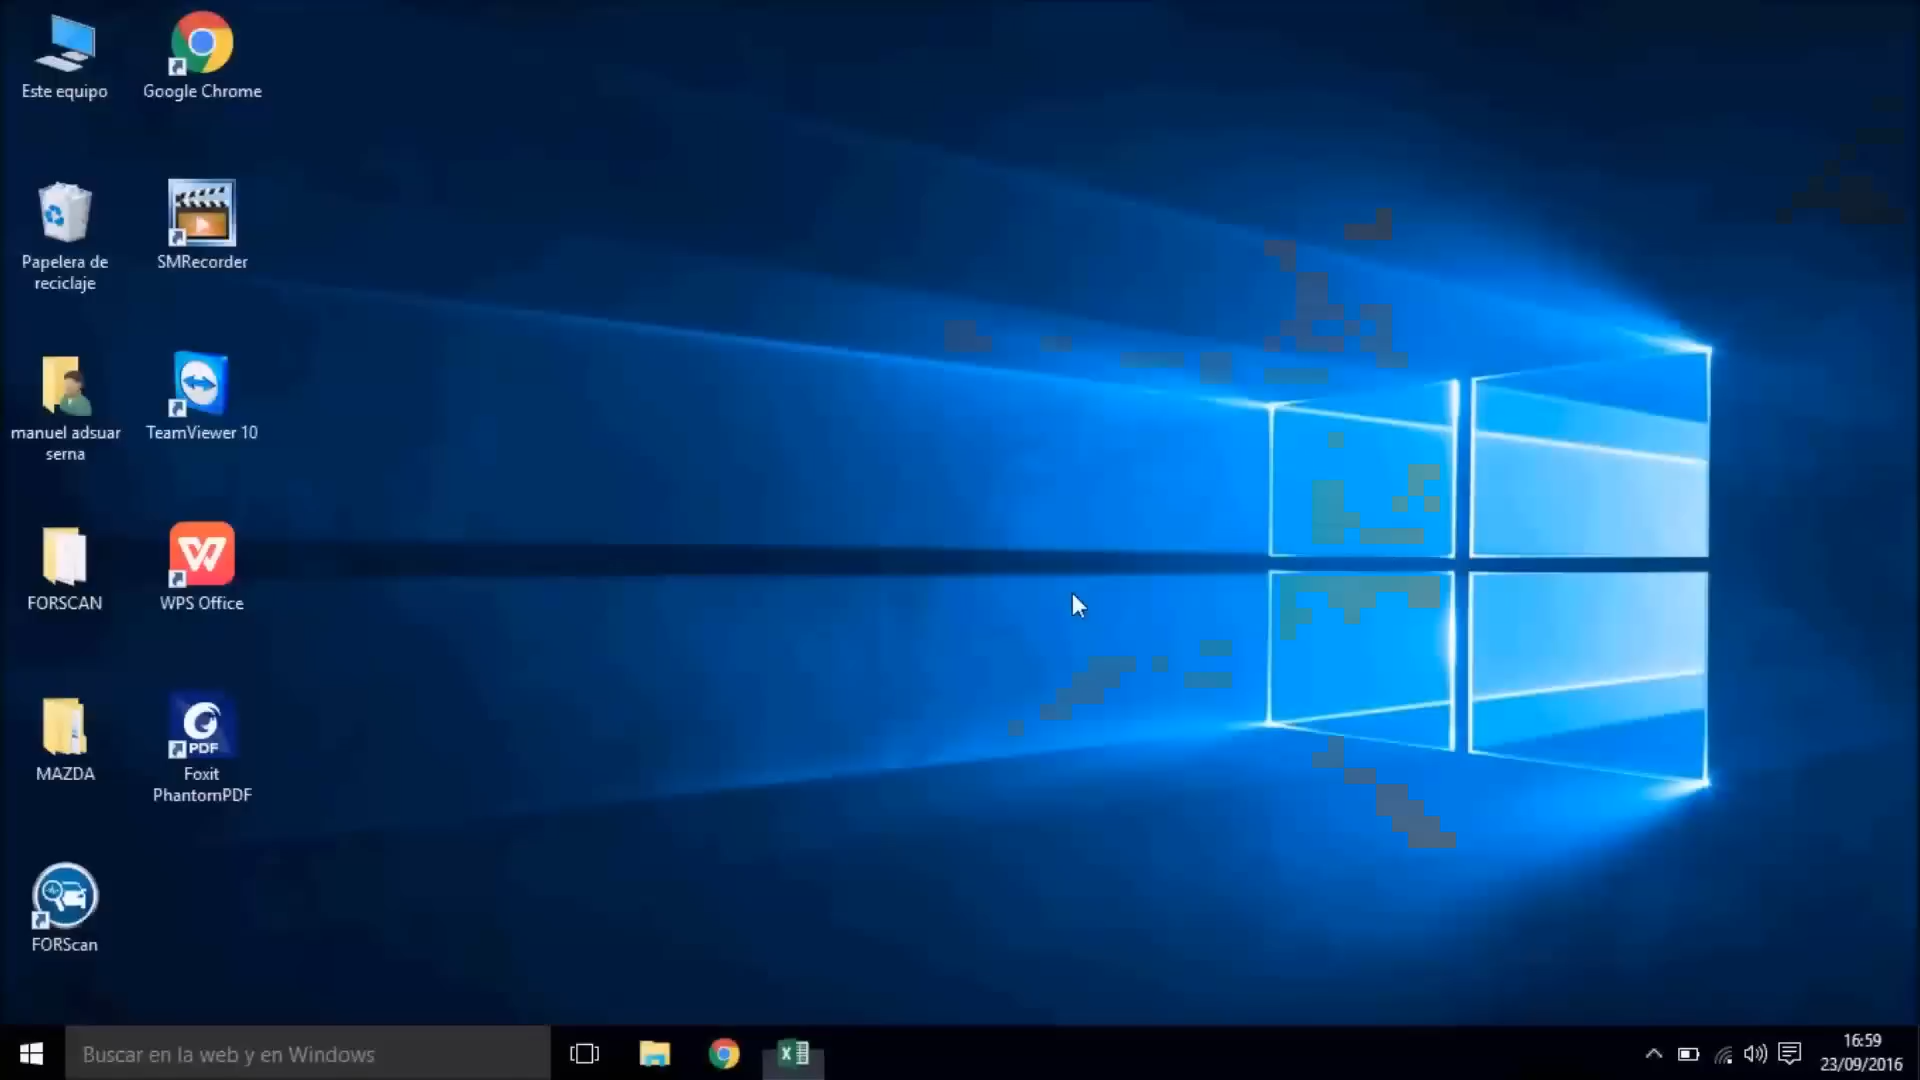 Este equipo
Google Chrome
Papelera de
reciclaje
SMRecorder
manuel adsuar
serna
TeamViewer 10
FORSCAN
WPS Office
MAZDA
PDF
Foxit
PhantomPDF
FORScan
Buscar en la web y en Windows
16:59
23/09/2016